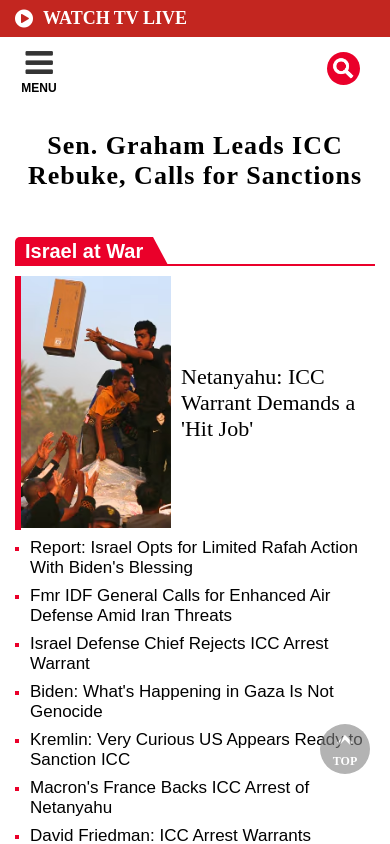 WATCH TV LIVE
MENU
Sen. Graham Leads ICC
Rebuke, Calls for Sanctions
Israel at War
Netanyahu: ICC
Warrant Demands a
'Hit Job'
Report: Israel Opts for Limited Rafah Action
With Biden's Blessing
Fmr IDF General Calls for Enhanced Air
Defense Amid Iran Threats
Israel Defense Chief Rejects ICC Arrest
Warrant
Biden: What's Happening in Gaza Is Not
Genocide
Kremlin: Very Curious US Appears Ready to
Sanction ICC
TOP
Macron's France Backs ICC Arrest of
Netanyahu
David Friedman: ICC Arrest Warrants